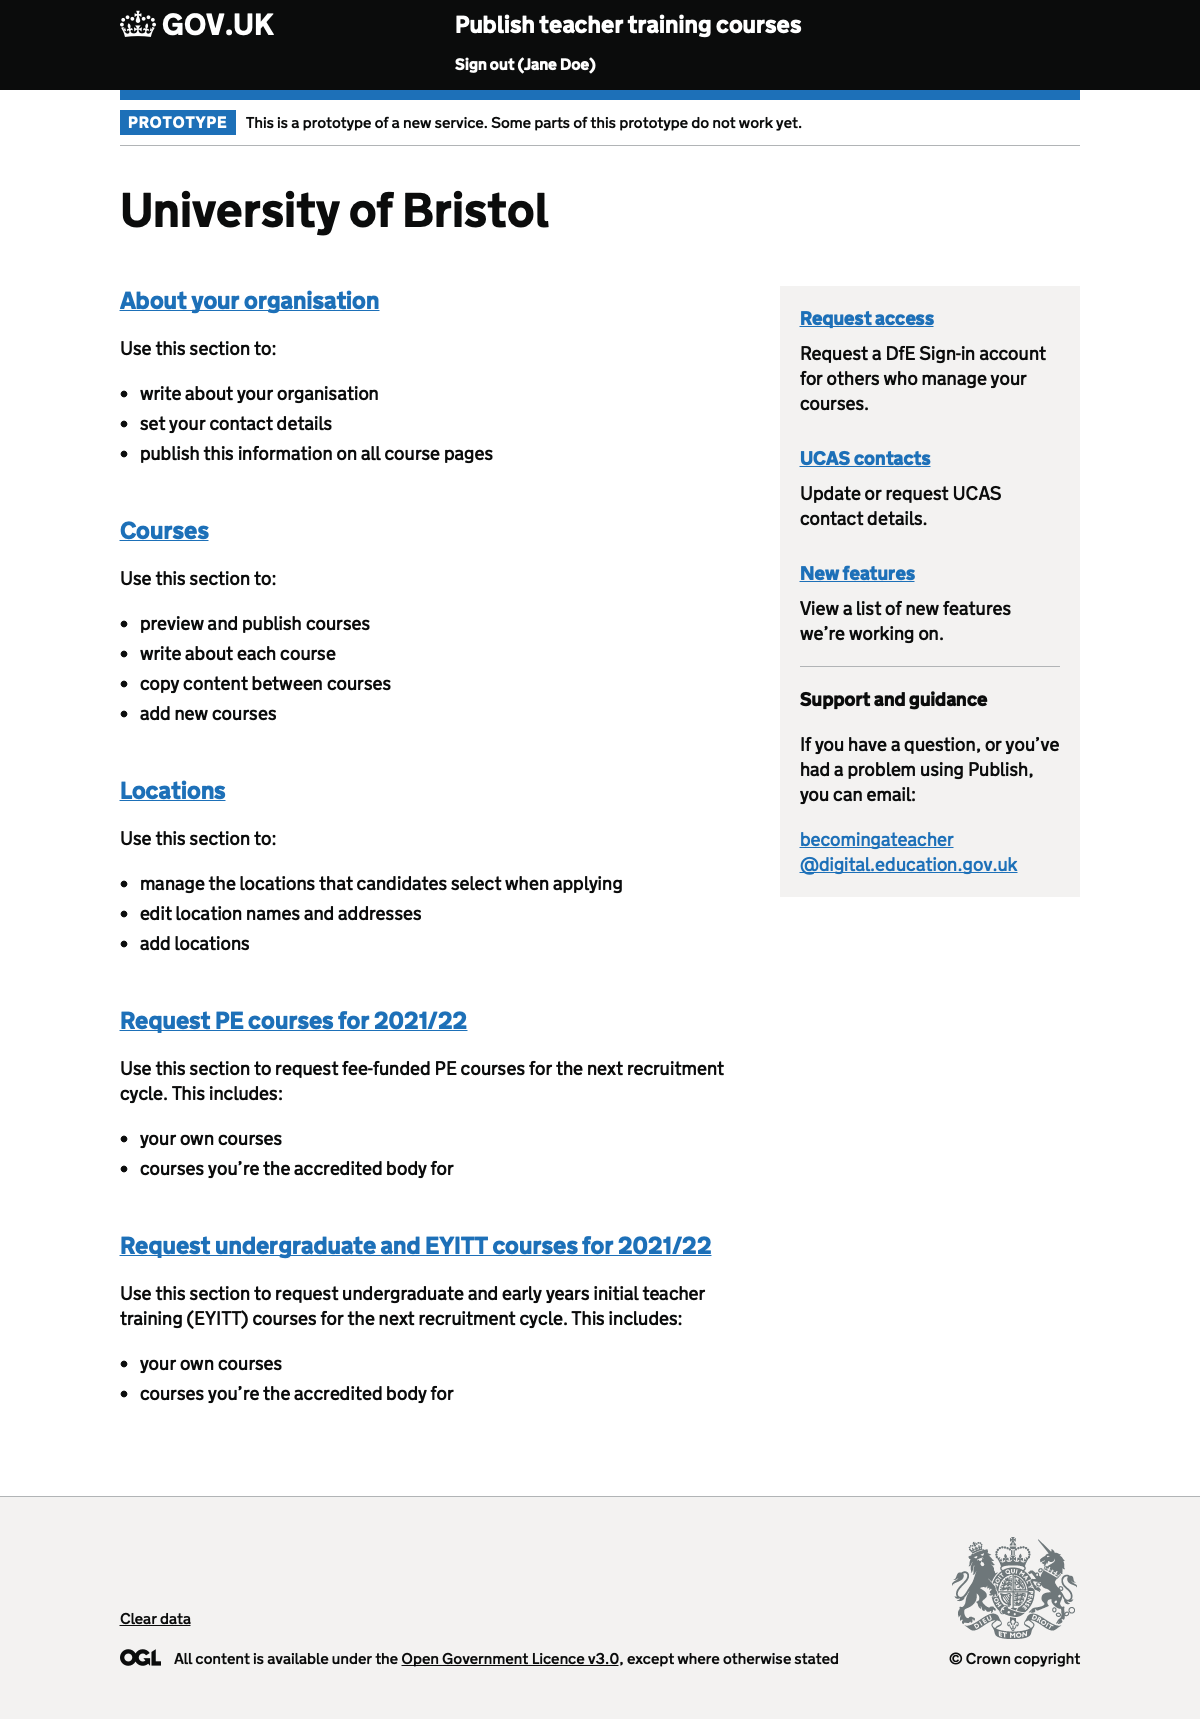 GOV.UK
Publish teacher training courses
Sign out (Jane Doe)
PROTOTYPE
This is a prototype of a new service. Some parts of this prototype do not work yet.
University of Bristol
About your organisation
Use this section to:
• write about your organisation
• set your contact details
• publish this information on all course pages
Courses
Use this section to:
• preview and publish courses
• write about each course
• copy content between courses
• add new courses
Locations
Use this section to:
• manage the locations that candidates select when applying
• edit location names and addresses
• add locations
Request PE courses for 2021/22
Use this section to request fee-funded PE courses for the next recruitment
cycle. This includes:
• your own courses
• courses you’re the accredited body for
Request undergraduate and EYITT courses for 2021/22
Use this section to request undergraduate and early years initial teacher
training (EYITT) courses for the next recruitment cycle. This includes:
• your own courses
• courses you’re the accredited body for
Request access
Request a DfE Sign-in account
for others who manage your
courses.
UCAS contacts
Update or request UCAS
contact details.
New features
View a list of new features
we’re working on.
Support and guidance
If you have a question, or you’ve
had a problem using Publish,
you can email:
becomingateacher
@digital.education.gov.uk
Clear data
OGL
All content is available under the Open Government Licence v3.0, except where otherwise stated
DIEU ET MON DROIT
© Crown copyright